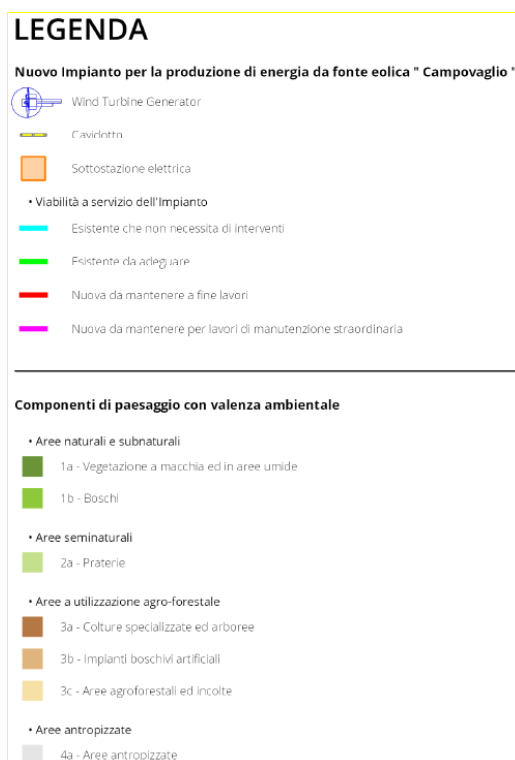 LEGENDA
Nuovo Impianto per la produzione di energia da fonte eolica " Campovaglio "
Wind Turbine Generator
Cavidotto
Sottostazione elettrica
• Viabilità a servizio dell'Impianto
Esistente che non necessita di interventi
Esistente da adeguare
Nuova da mantenere a fine lavori
Nuova da mantenere per lavori di manutenzione straordinaria
Componenti di paesaggio con valenza ambientale
• Aree naturali e subnaturali
1a - Vegetazione a macchia ed in aree umide
1b - Boschi
• Aree seminaturali
2a - Praterie
• Aree a utilizzazione agro-forestale
3a - Colture specializzate ed arboree
3b - Impianti boschivi artificiali
3c - Aree agroforestali ed incolte
• Aree antropizzate
4a - Aree antropizzate